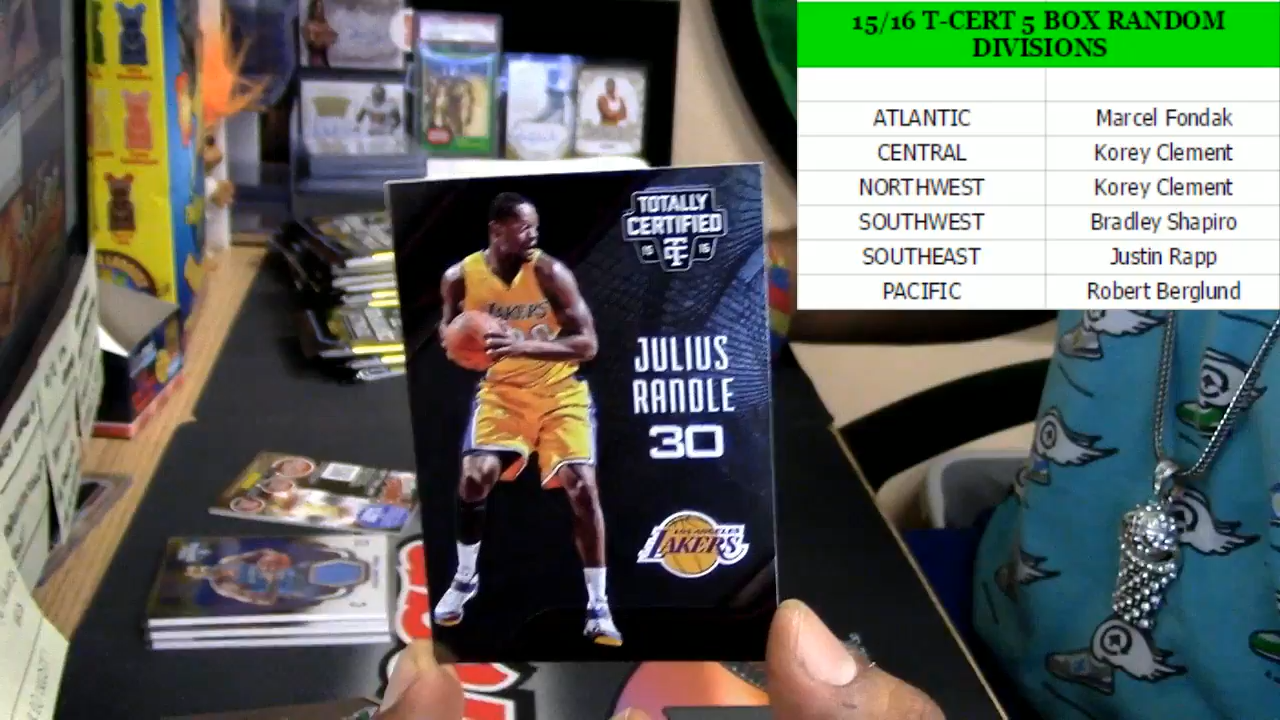 15/16 T-CERT 5 BOX RANDOM
DIVISIONS
ATLANTIC Marcel Fondak
CENTRAL Korey Clement
NORTHWEST Korey Clement
SOUTHWEST Bradley Shapiro
SOUTHEAST Justin Rapp
PACIFIC Robert Berglund
TOTALLY
CERTIFIED
15 16
LAKERS
JULIUS
RANDLE
30
LOS ANGELES
LAKERS